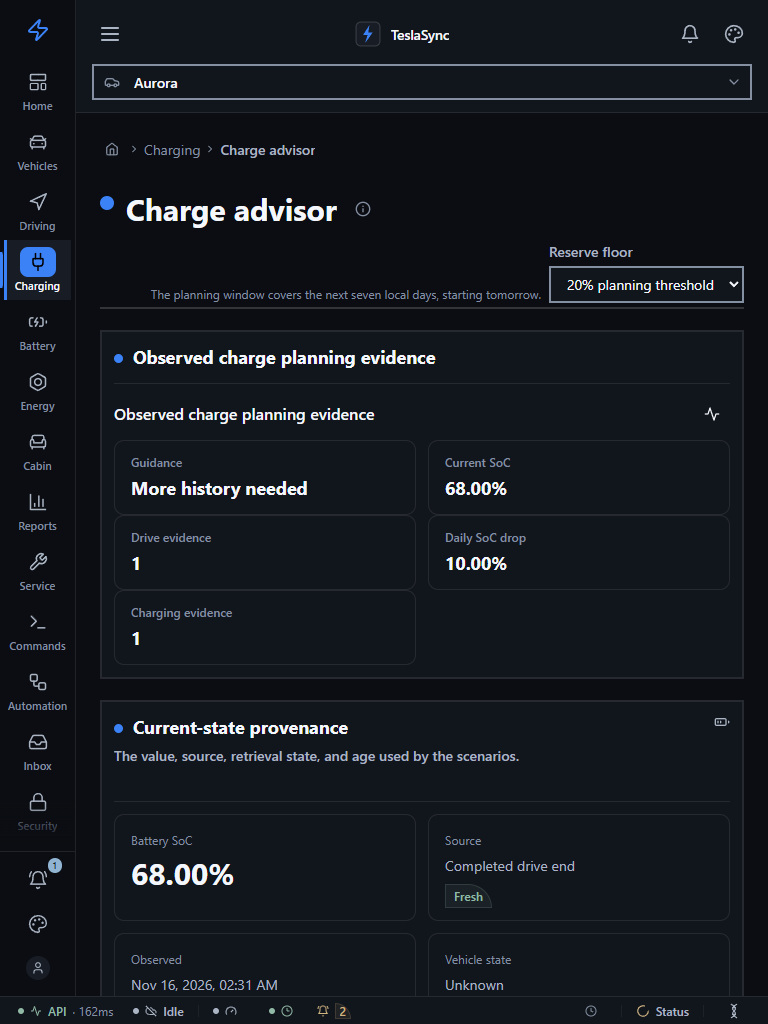 TeslaSync
Aurora
Home
Vehicles
Driving
Charging
Battery
Energy
Cabin
Reports
Service
Commands
Automation
Inbox
Security
1
Charging
Charge advisor
Charge advisor
Reserve floor
The planning window covers the next seven local days, starting tomorrow.
20% planning threshold
Observed charge planning evidence
Observed charge planning evidence
Guidance
More history needed
Current SoC
68.00%
Drive evidence
1
Daily SoC drop
10.00%
Charging evidence
1
Current-state provenance
The value, source, retrieval state, and age used by the scenarios.
Battery SoC
68.00%
Source
Completed drive end
Fresh
Observed
Nov 16, 2026, 02:31 AM
Vehicle state
Unknown
API · 162ms
Idle
2
Status